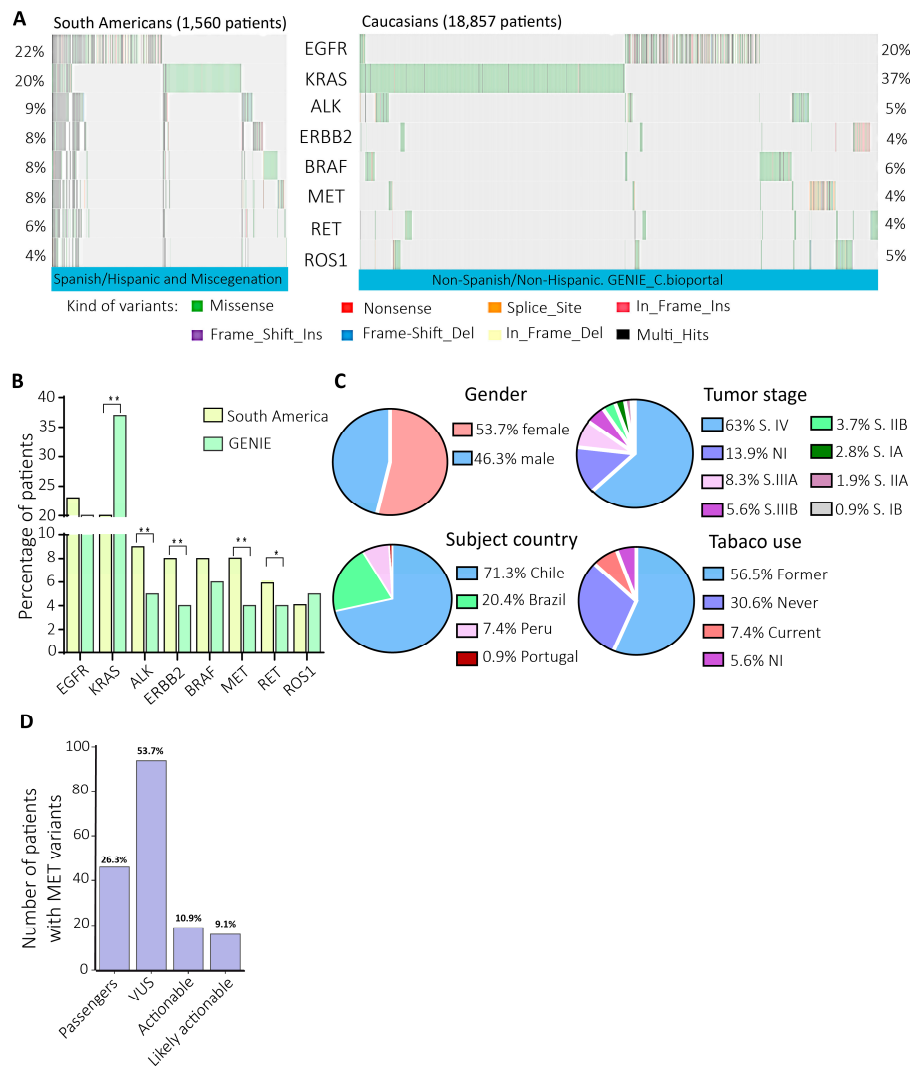 A
South Americans (1,560 patients)
Caucasians (18,857 patients)
22% EGFR 20%
20% KRAS 37%
9% ALK 5%
8% ERBB2 4%
8% BRAF 6%
8% MET 4%
6% RET 4%
4% ROS1 5%
Spanish/Hispanic and Miscegenation
Non-Spanish/Non-Hispanic. GENIE_C.bioportal
Kind of variants: Missense Nonsense Splice_Site In_Frame_Ins
Frame_Shift_Ins Frame-Shift_Del In_Frame_Del Multi_Hits
B
Percentage of patients
40
35
30
25
20
10
8
6
4
2
0
**
**
**
**
*
South America
GENIE
EGFR KRAS ALK ERBB2 BRAF MET RET ROS1
C
Gender
53.7% female
46.3% male
Tumor stage
63% S. IV
13.9% NI
8.3% S.IIIA
5.6% S.IIIB
3.7% S. IIB
2.8% S. IA
1.9% S. IIA
0.9% S. IB
Subject country
71.3% Chile
20.4% Brazil
7.4% Peru
0.9% Portugal
Tabaco use
56.5% Former
30.6% Never
7.4% Current
5.6% NI
D
Number of patients
with MET variants
100
80
60
40
20
0
26.3%
53.7%
10.9%
9.1%
Passengers
VUS
Actionable
Likely actionable